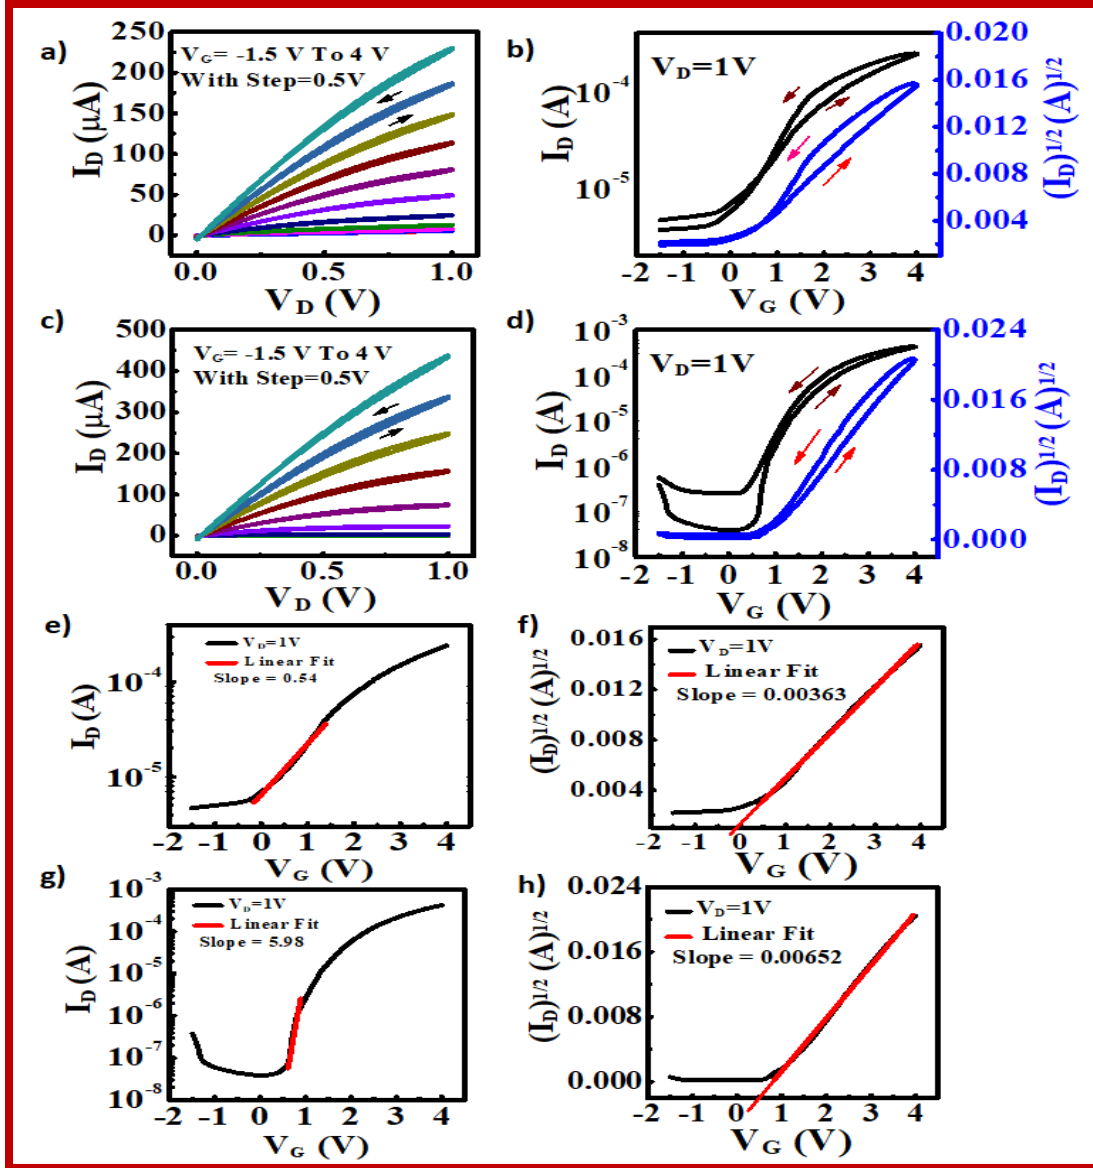 a)
250
200
150
100
50
0
I_D (μA)
V_G= -1.5 V To 4 V
With Step=0.5V
0.0 0.5 1.0
V_D (V)
b)
10^-4
10^-5
I_D (A)
V_D=1V
0.020
0.016
0.012
0.008
0.004
(I_D)^1/2 (A)^1/2
-2 -1 0 1 2 3 4
V_G (V)
c)
500
400
300
200
100
0
I_D (μA)
V_G= -1.5 V To 4 V
With Step=0.5V
0.0 0.5 1.0
V_D (V)
d)
10^-3
10^-4
10^-5
10^-6
10^-7
10^-8
I_D (A)
V_D=1V
0.024
0.016
0.008
0.000
(I_D)^1/2 (A)^1/2
-2 -1 0 1 2 3 4
V_G (V)
e)
10^-4
10^-5
I_D (A)
V_D=1V
Linear Fit
Slope = 0.54
-2 -1 0 1 2 3 4
V_G (V)
f)
0.016
0.012
0.008
0.004
(I_D)^1/2 (A)^1/2
V_D=1V
Linear Fit
Slope = 0.00363
-2 -1 0 1 2 3 4
V_G (V)
g)
10^-3
10^-4
10^-5
10^-6
10^-7
10^-8
I_D (A)
V_D=1V
Linear Fit
Slope = 5.98
-2 -1 0 1 2 3 4
V_G (V)
h)
0.024
0.016
0.008
0.000
(I_D)^1/2 (A)^1/2
V_D=1V
Linear Fit
Slope = 0.00652
-2 -1 0 1 2 3 4
V_G (V)